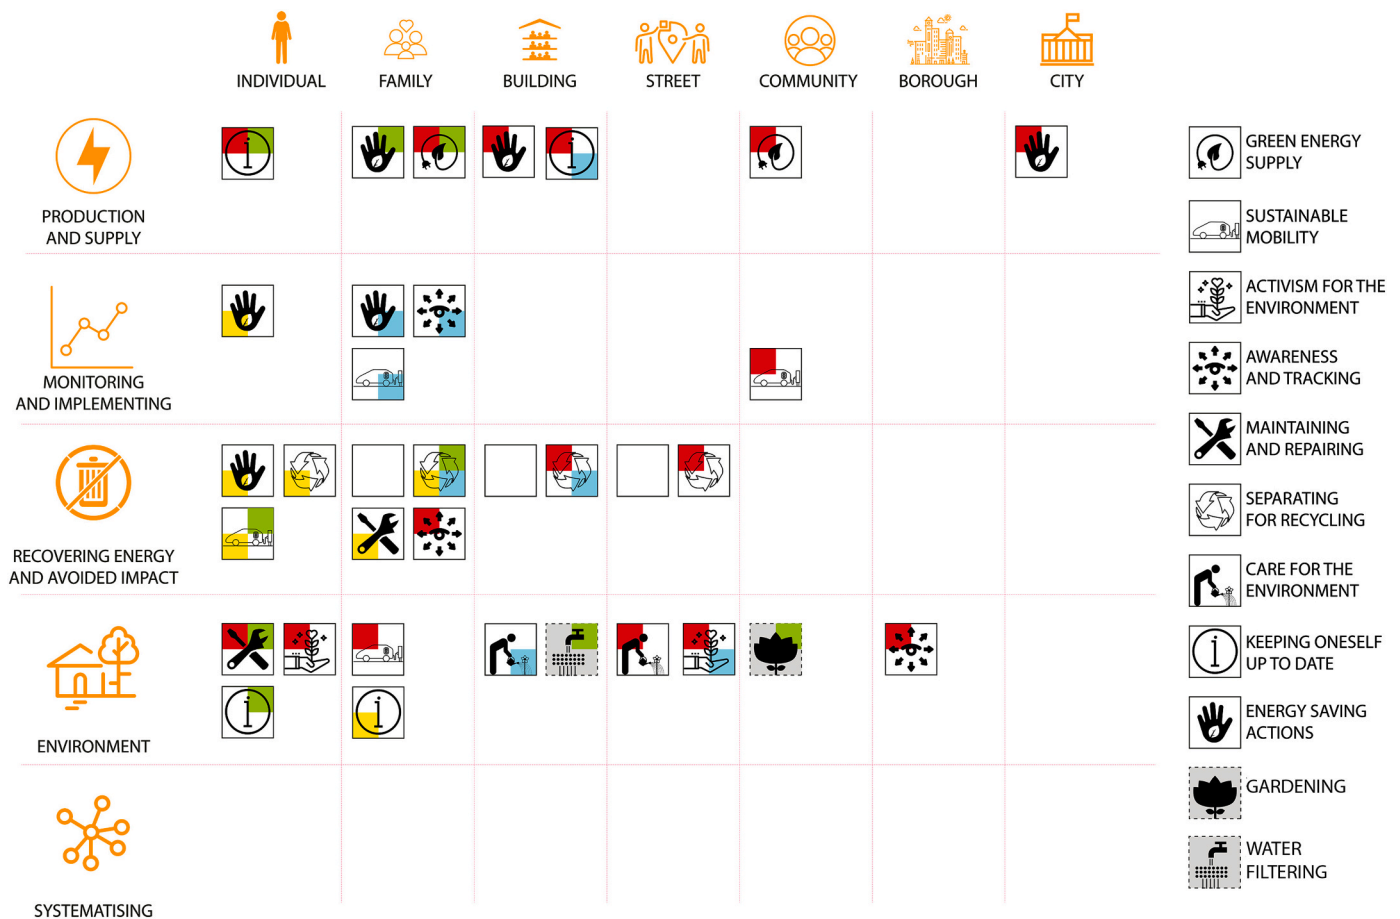 INDIVIDUAL
FAMILY
BUILDING
STREET
COMMUNITY
BOROUGH
CITY
PRODUCTION
AND SUPPLY
MONITORING
AND IMPLEMENTING
RECOVERING ENERGY
AND AVOIDED IMPACT
ENVIRONMENT
SYSTEMATISING
GREEN ENERGY
SUPPLY
SUSTAINABLE
MOBILITY
ACTIVISM FOR THE
ENVIRONMENT
AWARENESS
AND TRACKING
MAINTAINING
AND REPAIRING
SEPARATING
FOR RECYCLING
CARE FOR THE
ENVIRONMENT
KEEPING ONESELF
UP TO DATE
ENERGY SAVING
ACTIONS
GARDENING
WATER
FILTERING